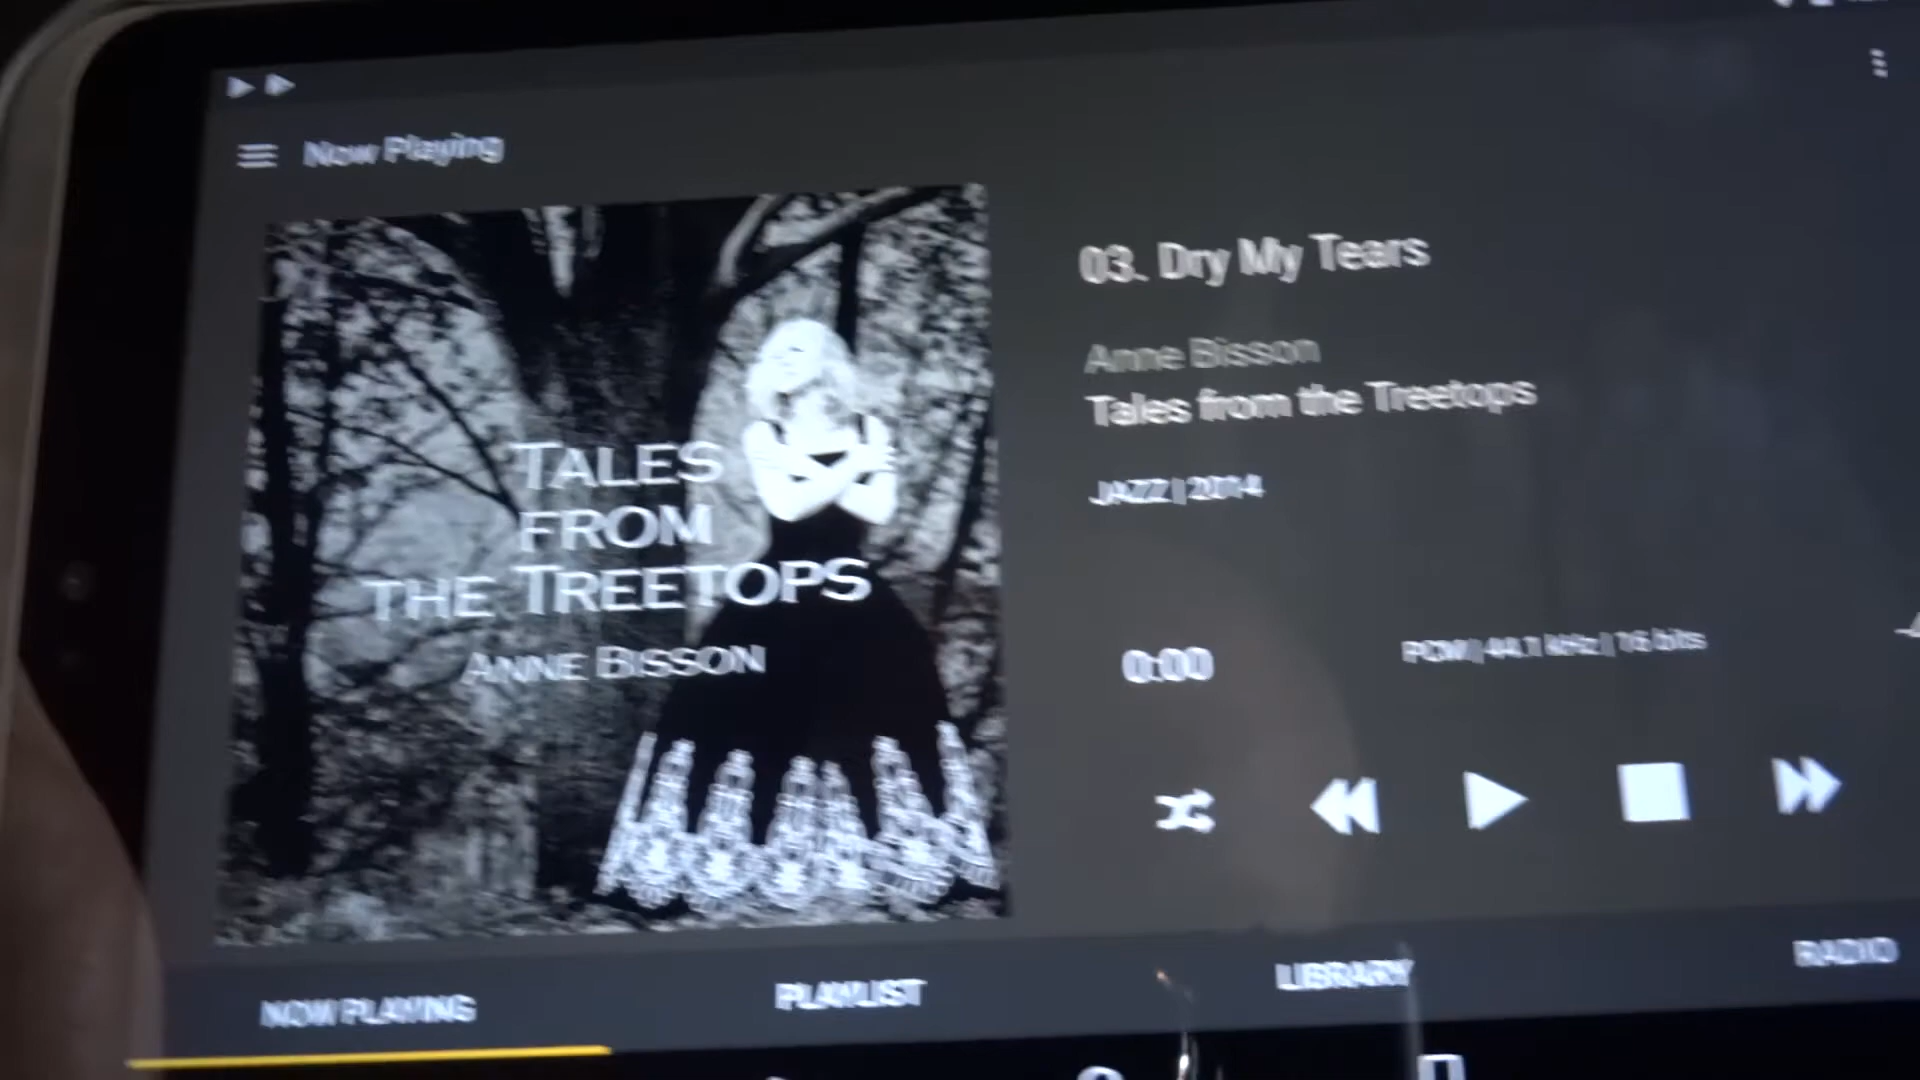 Now Playing
TALES
FROM
THE TREETOPS
ANNE BISSON
03. Dry My Tears
Anne Bisson
Tales from the Treetops
JAZZ | 2014
0:00
PCM | 44.1 kHz | 16 bits
NOW PLAYING
PLAYLIST
LIBRARY
RADIO